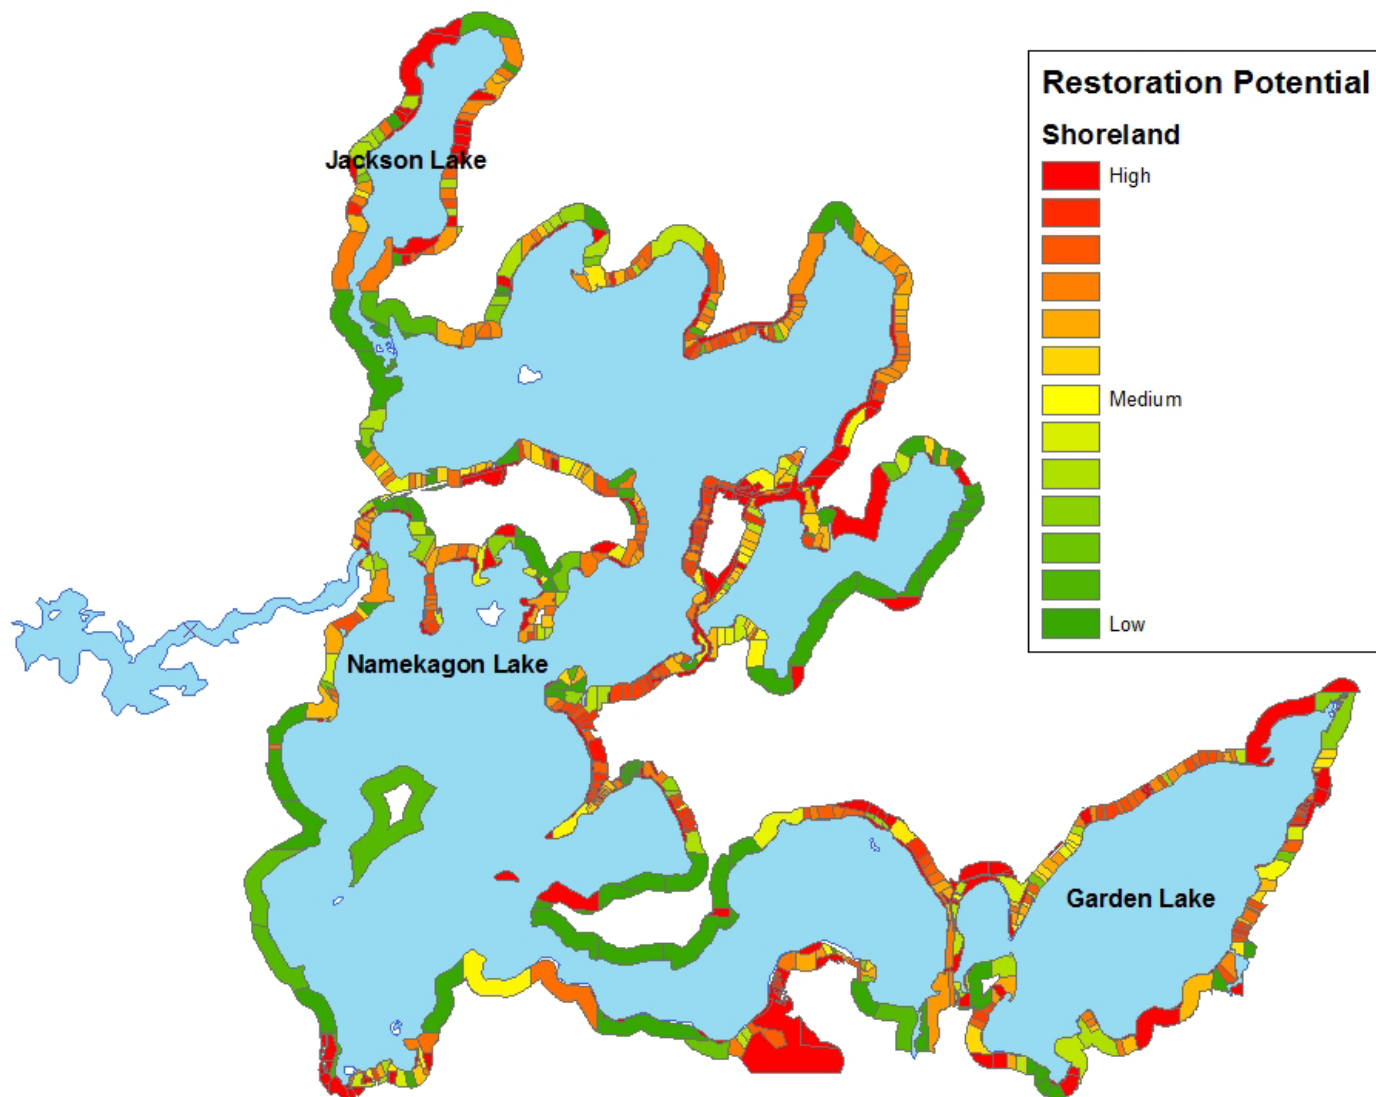 Restoration Potential
Shoreland
High
Medium
Low
Jackson Lake
Namekagon Lake
Garden Lake